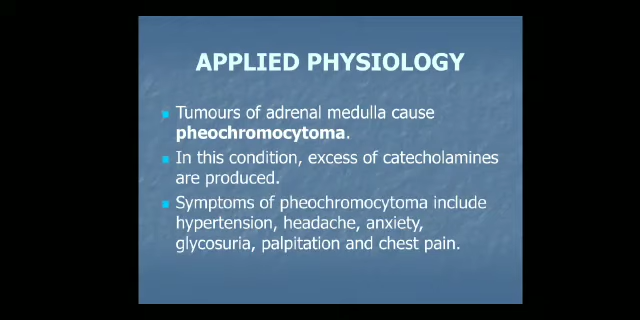 APPLIED PHYSIOLOGY
Tumours of adrenal medulla cause
pheochromocytoma.
In this condition, excess of catecholamines
are produced.
Symptoms of pheochromocytoma include
hypertension, headache, anxiety,
glycosuria, palpitation and chest pain.